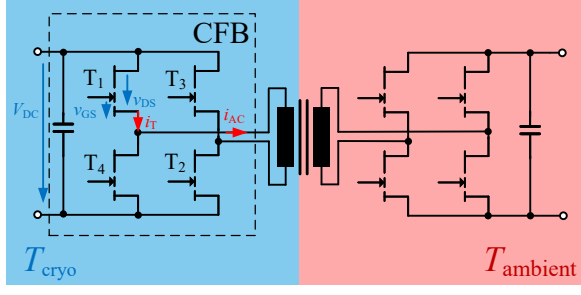 CFB
T1
T3
VDC
vGS
vDS
iT
iAC
T4
T2
Tcryo
Tambient